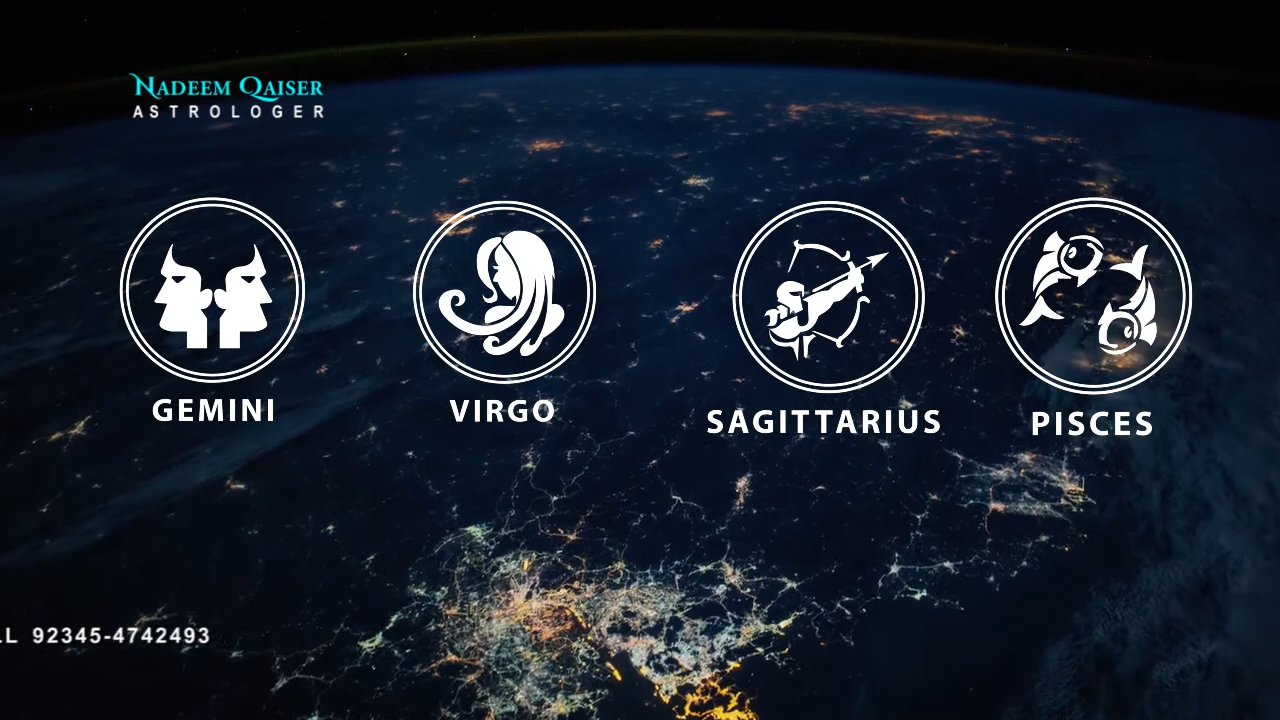 NADEEM QAISER
ASTROLOGER
GEMINI
VIRGO
SAGITTARIUS
PISCES
92345-4742493